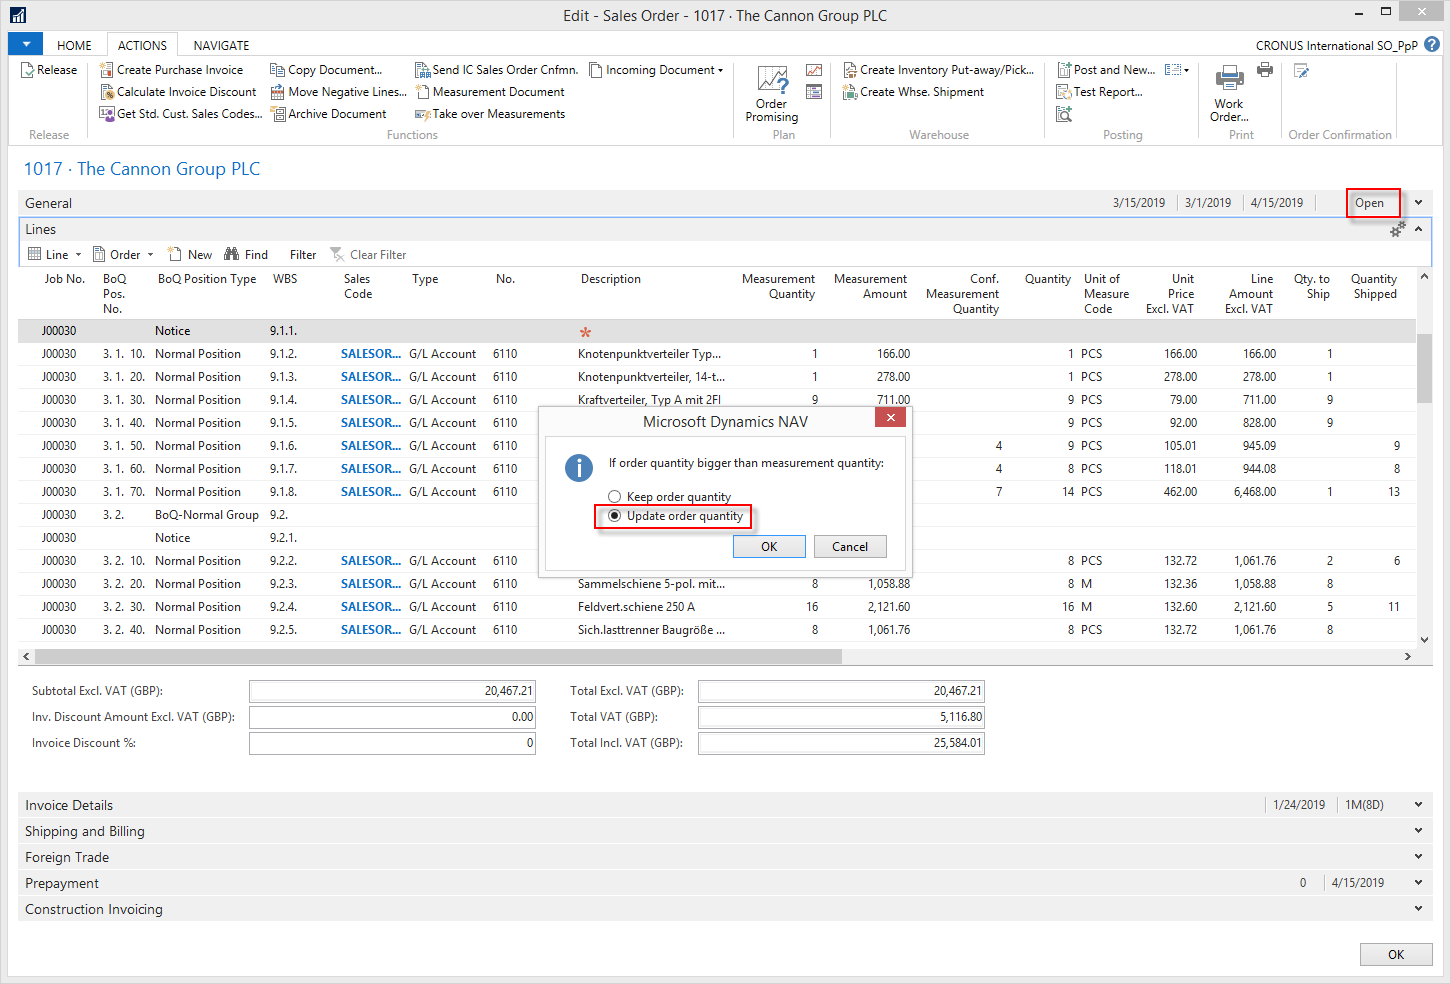 Edit - Sales Order - 1017 · The Cannon Group PLC
HOME ACTIONS NAVIGATE CRONUS International SO_PpP ?
Release Create Purchase Invoice Copy Document... Send IC Sales Order Cnfmn. Incoming Document Create Inventory Put-away/Pick... Post and New...
Calculate Invoice Discount Move Negative Lines... Measurement Document Create Whse. Shipment Test Report...
Order Promising Work Order...
Get Std. Cust. Sales Codes... Archive Document Take over Measurements
Release Functions Plan Warehouse Posting Print Order Confirmation
1017 · The Cannon Group PLC
General 3/15/2019 3/1/2019 4/15/2019 Open
Lines
Line Order New Find Filter Clear Filter
Job No. BoQ Pos. No. BoQ Position Type WBS Sales Code Type No. Description Measurement Quantity Measurement Amount Conf. Measurement Quantity Quantity Unit of Measure Code Unit Price Excl. VAT Line Amount Excl. VAT Qty. to Ship Quantity Shipped
J00030 Notice 9.1.1. *
J00030 3. 1. 10. Normal Position 9.1.2. SALESOR... G/L Account 6110 Knotenpunktverteiler Typ... 1 166.00 1 PCS 166.00 166.00 1
J00030 3. 1. 20. Normal Position 9.1.3. SALESOR... G/L Account 6110 Knotenpunktverteiler, 14-t... 1 278.00 1 PCS 278.00 278.00 1
J00030 3. 1. 30. Normal Position 9.1.4. SALESOR... G/L Account 6110 Kraftverteiler, Typ A mit 2Fl 9 711.00 9 PCS 79.00 711.00 9
J00030 3. 1. 40. Normal Position 9.1.5. SALESOR... G/L Account 6110 9 PCS 92.00 828.00 9
J00030 3. 1. 50. Normal Position 9.1.6. SALESOR... G/L Account 6110 4 9 PCS 105.01 945.09 9
J00030 3. 1. 60. Normal Position 9.1.7. SALESOR... G/L Account 6110 4 8 PCS 118.01 944.08 8
J00030 3. 1. 70. Normal Position 9.1.8. SALESOR... G/L Account 6110 7 14 PCS 462.00 6,468.00 1 13
J00030 3. 2. BoQ-Normal Group 9.2.
J00030 Notice 9.2.1.
J00030 3. 2. 10. Normal Position 9.2.2. SALESOR... G/L Account 6110 8 PCS 132.72 1,061.76 2 6
J00030 3. 2. 20. Normal Position 9.2.3. SALESOR... G/L Account 6110 Sammelschiene 5-pol. mit... 8 1,058.88 8 M 132.36 1,058.88 8
J00030 3. 2. 30. Normal Position 9.2.4. SALESOR... G/L Account 6110 Feldvert.schiene 250 A 16 2,121.60 16 M 132.60 2,121.60 5 11
J00030 3. 2. 40. Normal Position 9.2.5. SALESOR... G/L Account 6110 Sich.lasttrenner Baugröße ... 8 1,061.76 8 PCS 132.72 1,061.76 8
Microsoft Dynamics NAV
If order quantity bigger than measurement quantity:
Keep order quantity
Update order quantity
OK Cancel
Subtotal Excl. VAT (GBP): 20,467.21 Total Excl. VAT (GBP): 20,467.21
Inv. Discount Amount Excl. VAT (GBP): 0.00 Total VAT (GBP): 5,116.80
Invoice Discount %: 0 Total Incl. VAT (GBP): 25,584.01
Invoice Details 1/24/2019 1M(8D)
Shipping and Billing
Foreign Trade
Prepayment 0 4/15/2019
Construction Invoicing
OK